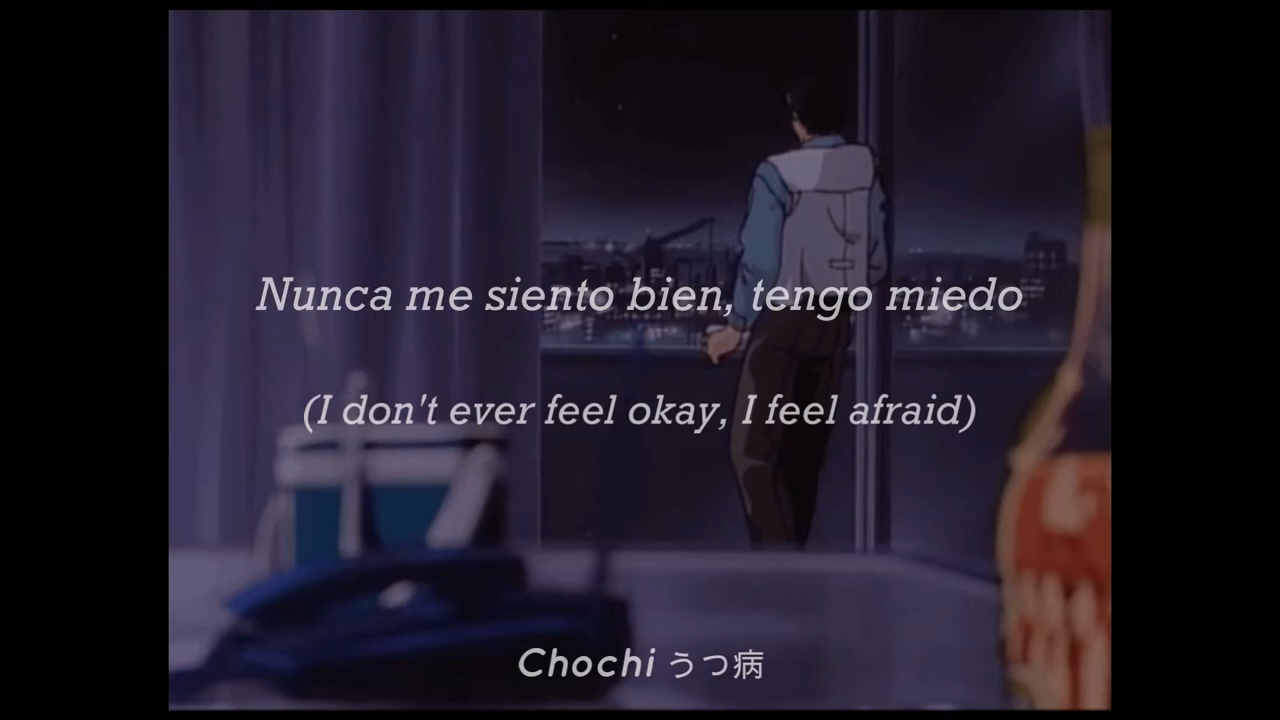 Nunca me siento bien, tengo miedo
(I don't ever feel okay, I feel afraid)
Chochi うつ病